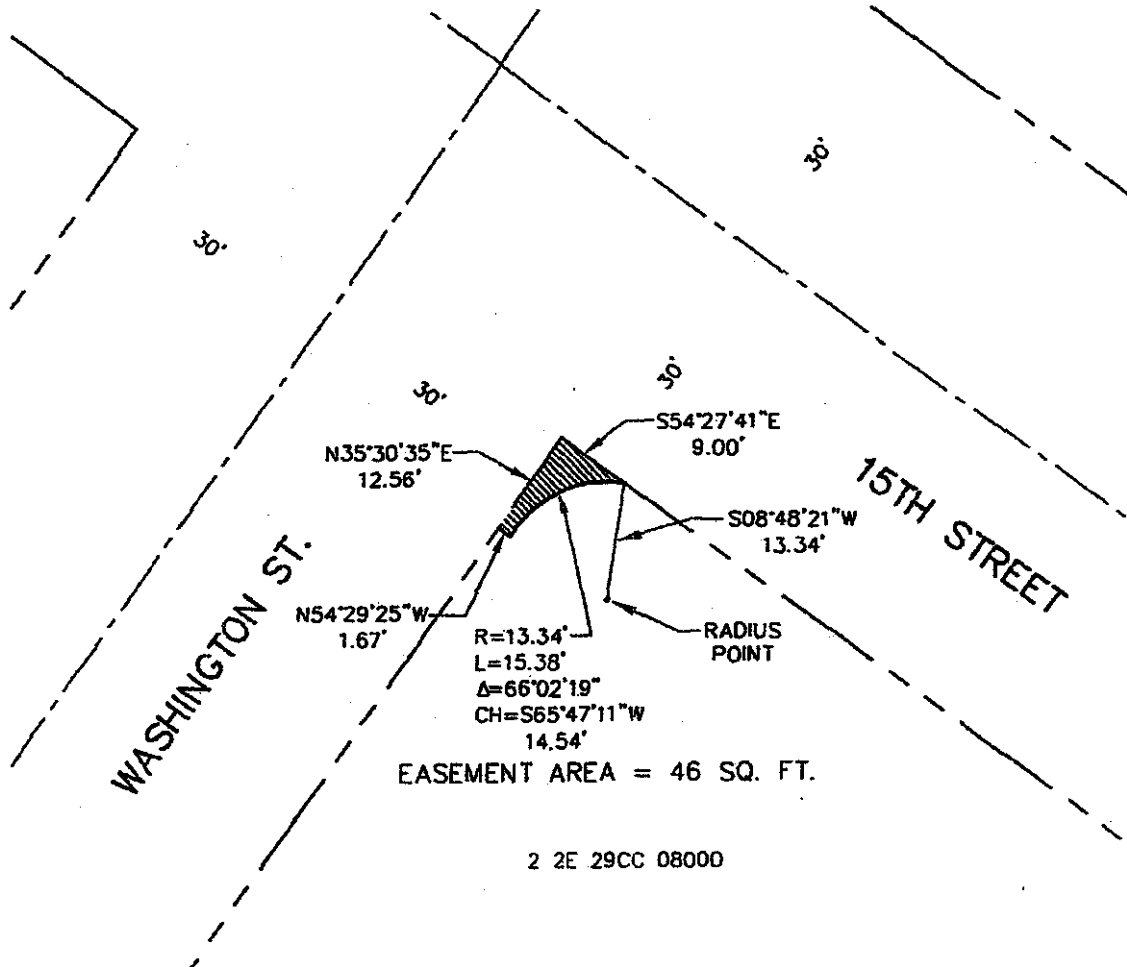 30'
30'
30'
30'
S54°27'41"E
9.00'
N35°30'35"E
12.56'
15TH STREET
S08°48'21"W
13.34'
WASHINGTON ST.
N54°29'25"W
1.67'
R=13.34'
L=15.38'
Δ=66°02'19"
CH=S65°47'11"W
14.54'
RADIUS
POINT
EASEMENT AREA = 46 SQ. FT.
2 2E 29CC 08000